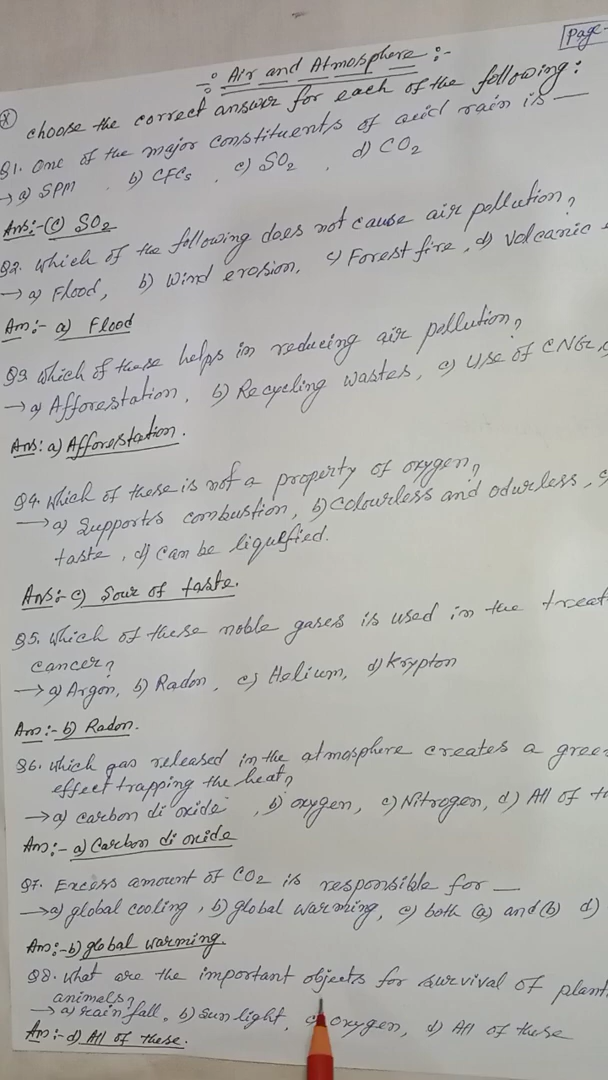 Page-
Air and Atmosphere :-
choose the correct answer for each of the following:
Q1. One of the major constituents of acid rain is —
→ a) SPM , b) CFCs , c) SO2 , d) CO2
Ans:-(c) SO2
Q2. Which of the following does not cause air pollution?
→ a) Flood, b) Wind erosion, c) Forest fire, d) Volcanic
Ans:- a) Flood
Q3. Which of these helps in reducing air pollution?
→ a) Afforestation, b) Recycling wastes, c) Use of CNG,
Ans: a) Afforestation.
Q4. Which of these is not a property of oxygen?
→ a) Supports combustion, b) Colourless and odurless,
taste, d) Can be liquefied.
Ans:- c) Sour of taste.
Q5. Which of these noble gases is used in the treat
cancer?
→ a) Argon, b) Radon, c) Helium, d) Krypton
Ans:- b) Radon.
Q6. Which gas released in the atmosphere creates a gree
effect trapping the heat?
→ a) carbon di oxide, b) oxygen, c) Nitrogen, d) All of
Ans:- a) Carbon di oxide
Q7. Excess amount of CO2 is responsible for —
→ a) global cooling, b) global warming, c) both (a) and (b) d)
Ans:- b) global warming.
Q8. What are the important objects for survival of plant
animals?
→ a) rain fall, b) Sun light, c) oxygen, d) All of these
Ans:- d) All of these.